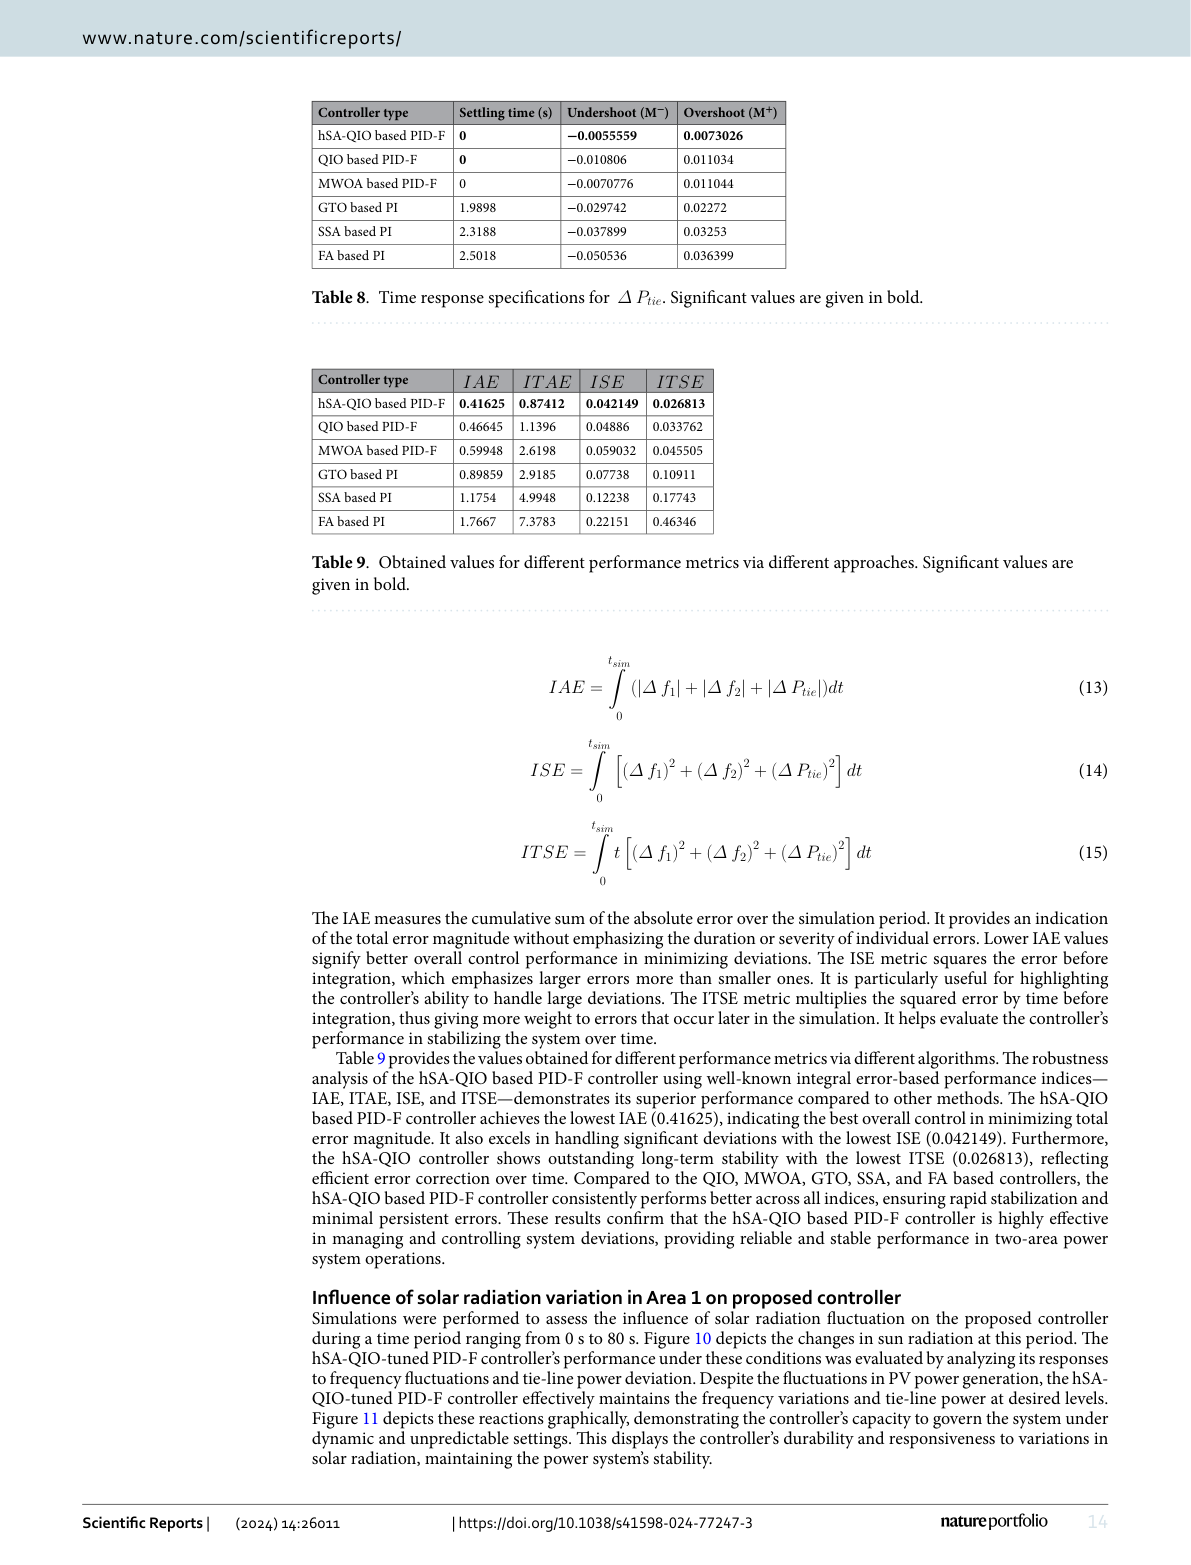 www.nature.com/scientificreports/
Controller type Settling time (s) Undershoot (M−) Overshoot (M+)
hSA-QIO based PID-F 0 −0.0055559 0.0073026
QIO based PID-F 0 −0.010806 0.011034
MWOA based PID-F 0 −0.0070776 0.011044
GTO based PI 1.9898 −0.029742 0.02272
SSA based PI 2.3188 −0.037899 0.03253
FA based PI 2.5018 −0.050536 0.036399
Table 8. Time response specifications for Δ Ptie. Significant values are given in bold.
Controller type IAE ITAE ISE ITSE
hSA-QIO based PID-F 0.41625 0.87412 0.042149 0.026813
QIO based PID-F 0.46645 1.1396 0.04886 0.033762
MWOA based PID-F 0.59948 2.6198 0.059032 0.045505
GTO based PI 0.89859 2.9185 0.07738 0.10911
SSA based PI 1.1754 4.9948 0.12238 0.17743
FA based PI 1.7667 7.3783 0.22151 0.46346
Table 9. Obtained values for different performance metrics via different approaches. Significant values are
given in bold.
IAE = ∫₀^tsim (|Δ f1| + |Δ f2| + |Δ Ptie|)dt (13)
ISE = ∫₀^tsim [(Δ f1)² + (Δ f2)² + (Δ Ptie)²] dt (14)
ITSE = ∫₀^tsim t [(Δ f1)² + (Δ f2)² + (Δ Ptie)²] dt (15)
The IAE measures the cumulative sum of the absolute error over the simulation period. It provides an indication
of the total error magnitude without emphasizing the duration or severity of individual errors. Lower IAE values
signify better overall control performance in minimizing deviations. The ISE metric squares the error before
integration, which emphasizes larger errors more than smaller ones. It is particularly useful for highlighting
the controller’s ability to handle large deviations. The ITSE metric multiplies the squared error by time before
integration, thus giving more weight to errors that occur later in the simulation. It helps evaluate the controller’s
performance in stabilizing the system over time.
Table 9 provides the values obtained for different performance metrics via different algorithms. The robustness
analysis of the hSA-QIO based PID-F controller using well-known integral error-based performance indices—
IAE, ITAE, ISE, and ITSE—demonstrates its superior performance compared to other methods. The hSA-QIO
based PID-F controller achieves the lowest IAE (0.41625), indicating the best overall control in minimizing total
error magnitude. It also excels in handling significant deviations with the lowest ISE (0.042149). Furthermore,
the hSA-QIO controller shows outstanding long-term stability with the lowest ITSE (0.026813), reflecting
efficient error correction over time. Compared to the QIO, MWOA, GTO, SSA, and FA based controllers, the
hSA-QIO based PID-F controller consistently performs better across all indices, ensuring rapid stabilization and
minimal persistent errors. These results confirm that the hSA-QIO based PID-F controller is highly effective
in managing and controlling system deviations, providing reliable and stable performance in two-area power
system operations.
Influence of solar radiation variation in Area 1 on proposed controller
Simulations were performed to assess the influence of solar radiation fluctuation on the proposed controller
during a time period ranging from 0 s to 80 s. Figure 10 depicts the changes in sun radiation at this period. The
hSA-QIO-tuned PID-F controller’s performance under these conditions was evaluated by analyzing its responses
to frequency fluctuations and tie-line power deviation. Despite the fluctuations in PV power generation, the hSA-
QIO-tuned PID-F controller effectively maintains the frequency variations and tie-line power at desired levels.
Figure 11 depicts these reactions graphically, demonstrating the controller’s capacity to govern the system under
dynamic and unpredictable settings. This displays the controller’s durability and responsiveness to variations in
solar radiation, maintaining the power system’s stability.
Scientific Reports | (2024) 14:26011 | https://doi.org/10.1038/s41598-024-77247-3 natureportfolio 14